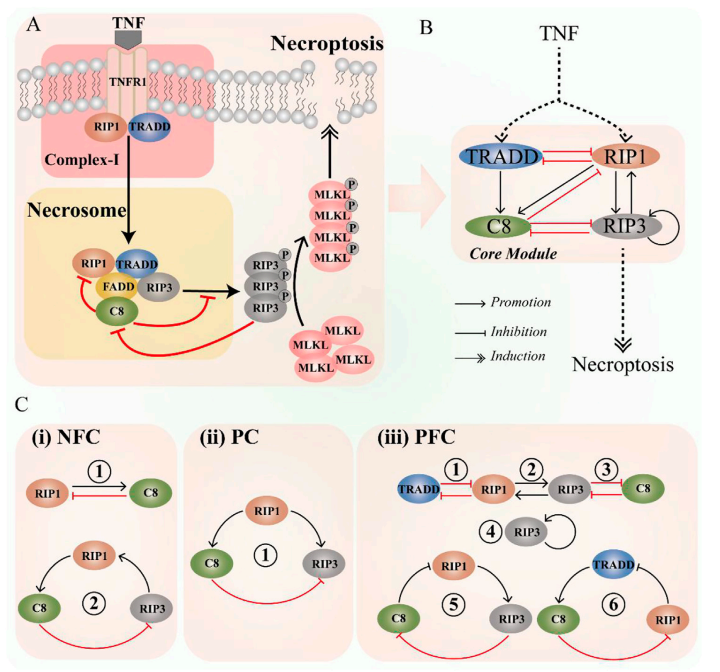 A
TNF
TNFR1
RIP1 TRADD
Complex-I
Necroptosis
Necrosome
RIP1 TRADD
FADD RIP3
C8
P
RIP3
P
RIP3
P
RIP3
P
MLKL
P
MLKL
P
MLKL
P
MLKL
MLKL
MLKL
MLKL
MLKL
B
TNF
TRADD RIP1
C8 RIP3
Core Module
Promotion
Inhibition
Induction
Necroptosis
C
(i) NFC
1
RIP1 C8
RIP1
2
C8 RIP3
(ii) PC
RIP1
1
C8 RIP3
(iii) PFC
1 2 3
TRADD RIP1 RIP3 C8
4 RIP3
RIP1
5
C8 RIP3
TRADD
6
C8 RIP1